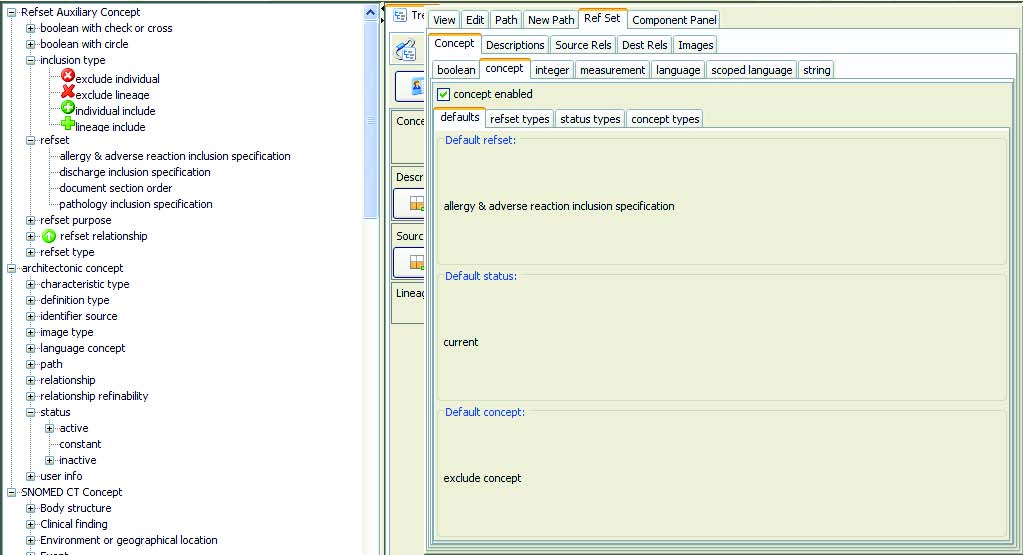 Refset Auxiliary Concept
boolean with check or cross
boolean with circle
inclusion type
exclude individual
exclude lineage
individual include
lineage include
refset
allergy & adverse reaction inclusion specification
discharge inclusion specification
document section order
pathology inclusion specification
refset purpose
refset relationship
refset type
architectonic concept
characteristic type
definition type
identifier source
image type
language concept
path
relationship
relationship refinability
status
active
constant
inactive
user info
SNOMED CT Concept
Body structure
Clinical finding
Environment or geographical location
Event
Tre
Conce
Descr
Sourc
Lineag
View Edit Path New Path Ref Set Component Panel
Concept Descriptions Source Rels Dest Rels Images
boolean concept integer measurement language scoped language string
concept enabled
defaults refset types status types concept types
Default refset:
allergy & adverse reaction inclusion specification
Default status:
current
Default concept:
exclude concept